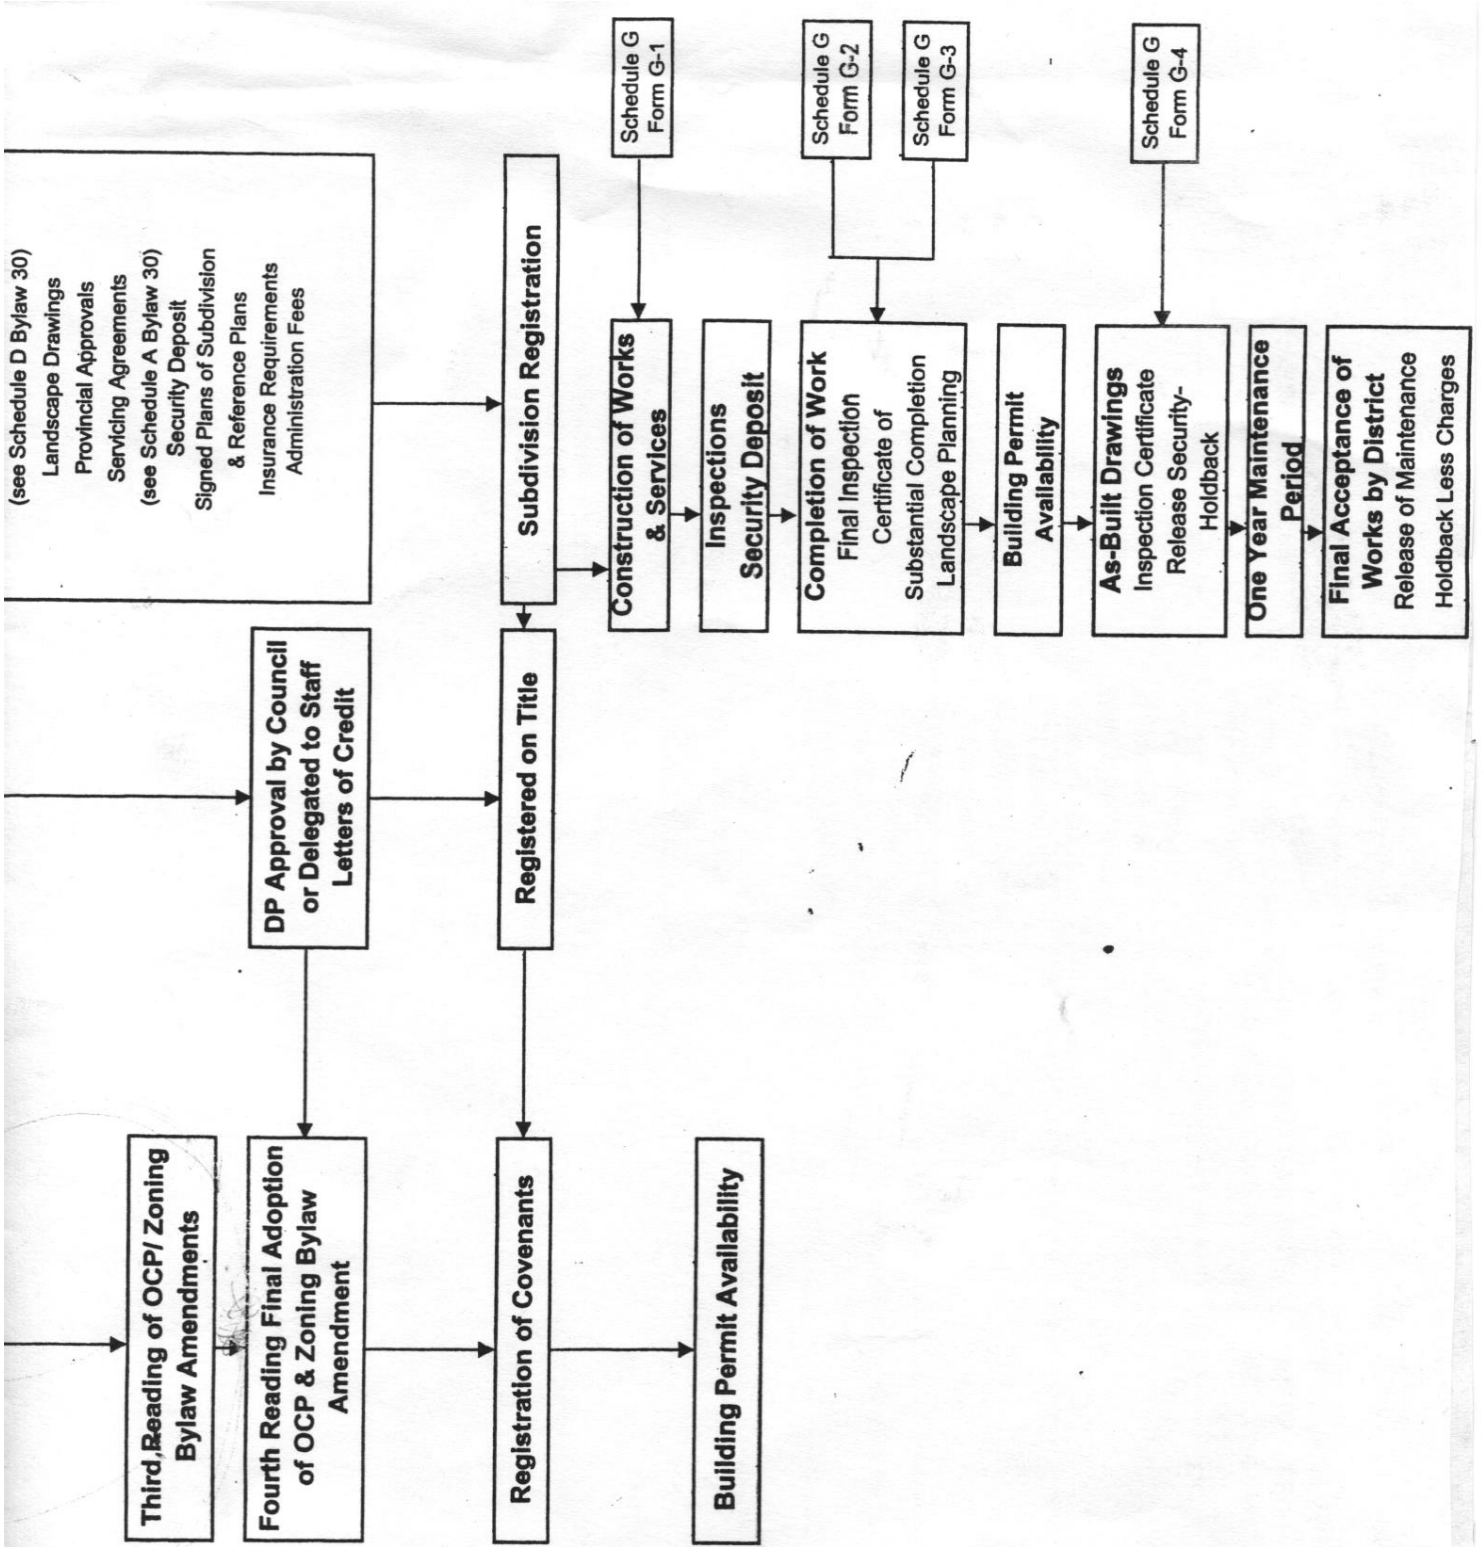 Third, Reading of OCP/ Zoning
Bylaw Amendments
Fourth Reading Final Adoption
of OCP & Zoning Bylaw
Amendment
Registration of Covenants
Building Permit Availability
DP Approval by Council
or Delegated to Staff
Letters of Credit
Registered on Title
(see Schedule D Bylaw 30)
Landscape Drawings
Provincial Approvals
Servicing Agreements
(see Schedule A Bylaw 30)
Security Deposit
Signed Plans of Subdivision
& Reference Plans
Insurance Requirements
Administration Fees
Subdivision Registration
Construction of Works
& Services
Inspections
Security Deposit
Completion of Work
Final Inspection
Certificate of
Substantial Completion
Landscape Planning
Building Permit
Availability
As-Built Drawings
Inspection Certificate
Release Security-
Holdback
One Year Maintenance
Period
Final Acceptance of
Works by District
Release of Maintenance
Holdback Less Charges
Schedule G
Form G-1
Schedule G
Form G-2
Schedule G
Form G-3
Schedule G
Form G-4